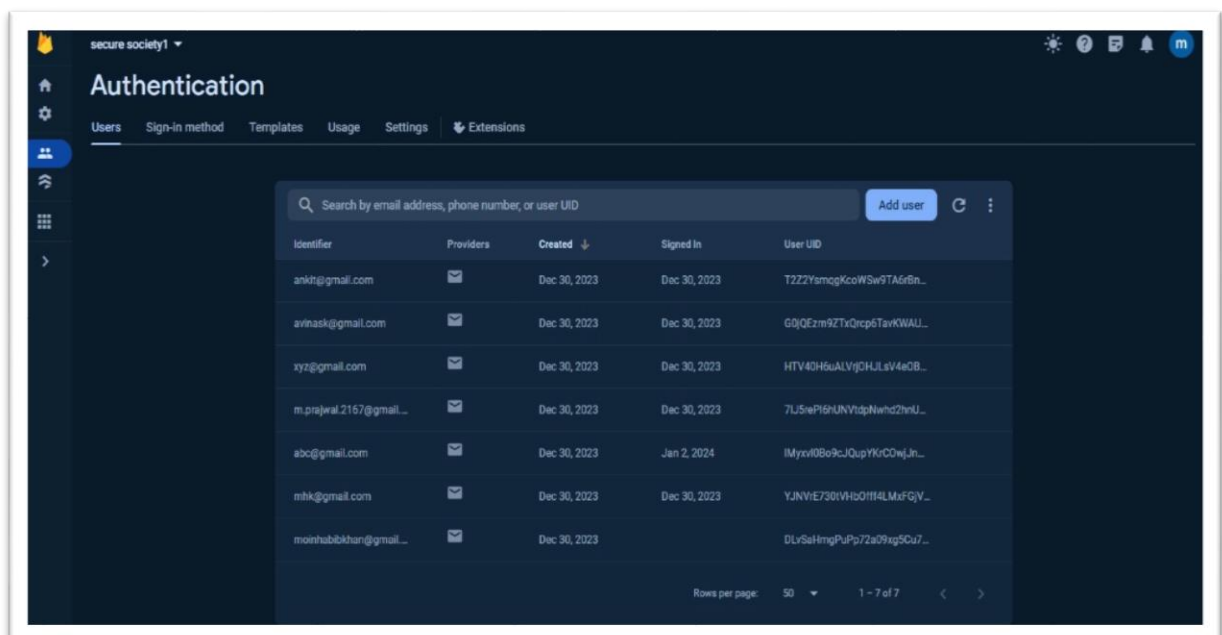 secure society1
m
Authentication
Users Sign-in method Templates Usage Settings Extensions
Search by email address, phone number, or user UID Add user
Identifier Providers Created Signed In User UID
ankit@gmail.com Dec 30, 2023 Dec 30, 2023
avinask@gmail.com Dec 30, 2023 Dec 30, 2023
xyz@gmail.com Dec 30, 2023 Dec 30, 2023
m.prajwal.2167@gmail.... Dec 30, 2023 Dec 30, 2023
abc@gmail.com Dec 30, 2023 Jan 2, 2024
mhk@gmail.com Dec 30, 2023 Dec 30, 2023
moinhabibkhan@gmail.... Dec 30, 2023
Rows per page: 50 1 – 7 of 7